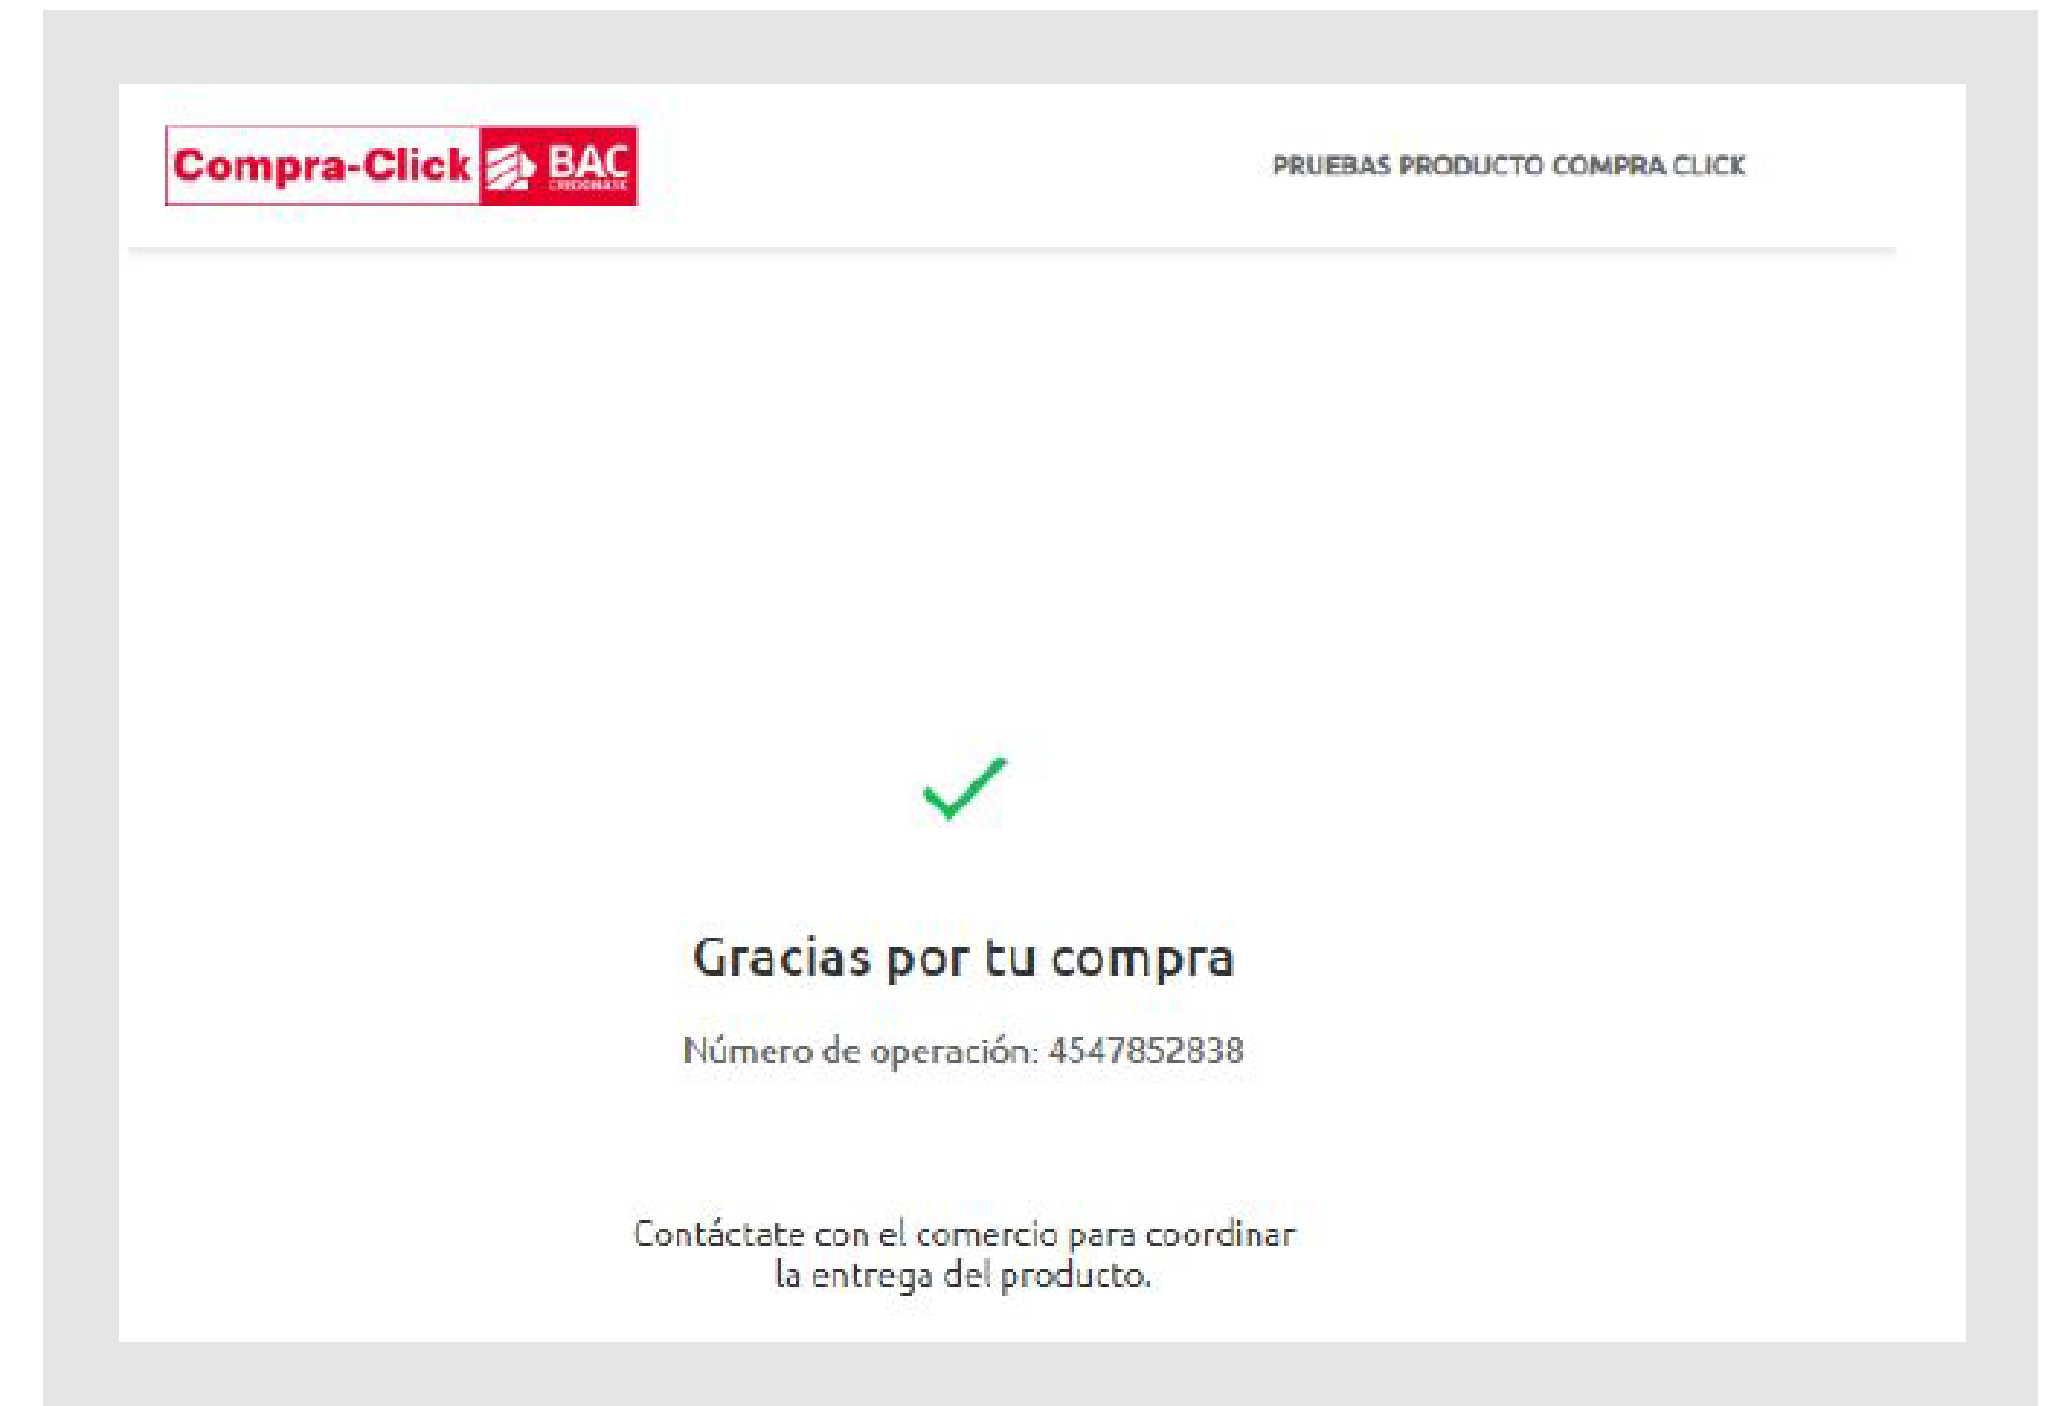 Compra-Click BAC
CREDOMATIC
PRUEBAS PRODUCTO COMPRA CLICK
Gracias por tu compra
Número de operación: 4547852838
Contáctate con el comercio para coordinar
la entrega del producto.